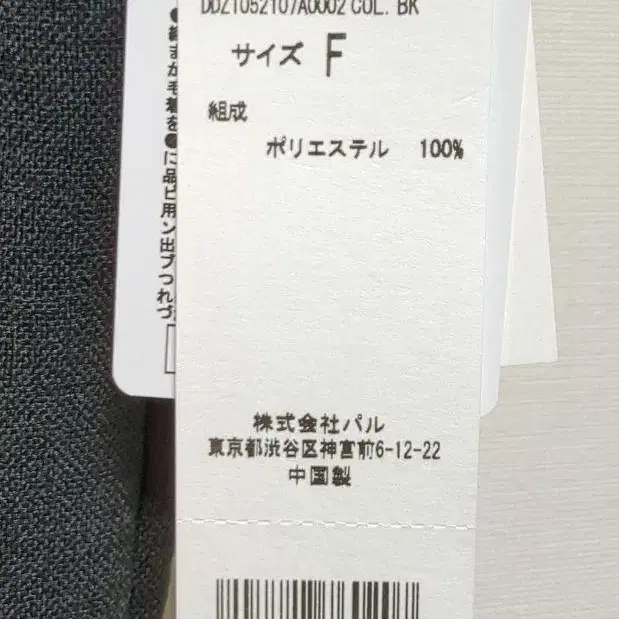 DDZ1052107A0002 COL. BK
サイズ F
組成
ポリエステル 100%
株式会社パル
東京都渋谷区神宮前6-12-22
中国製